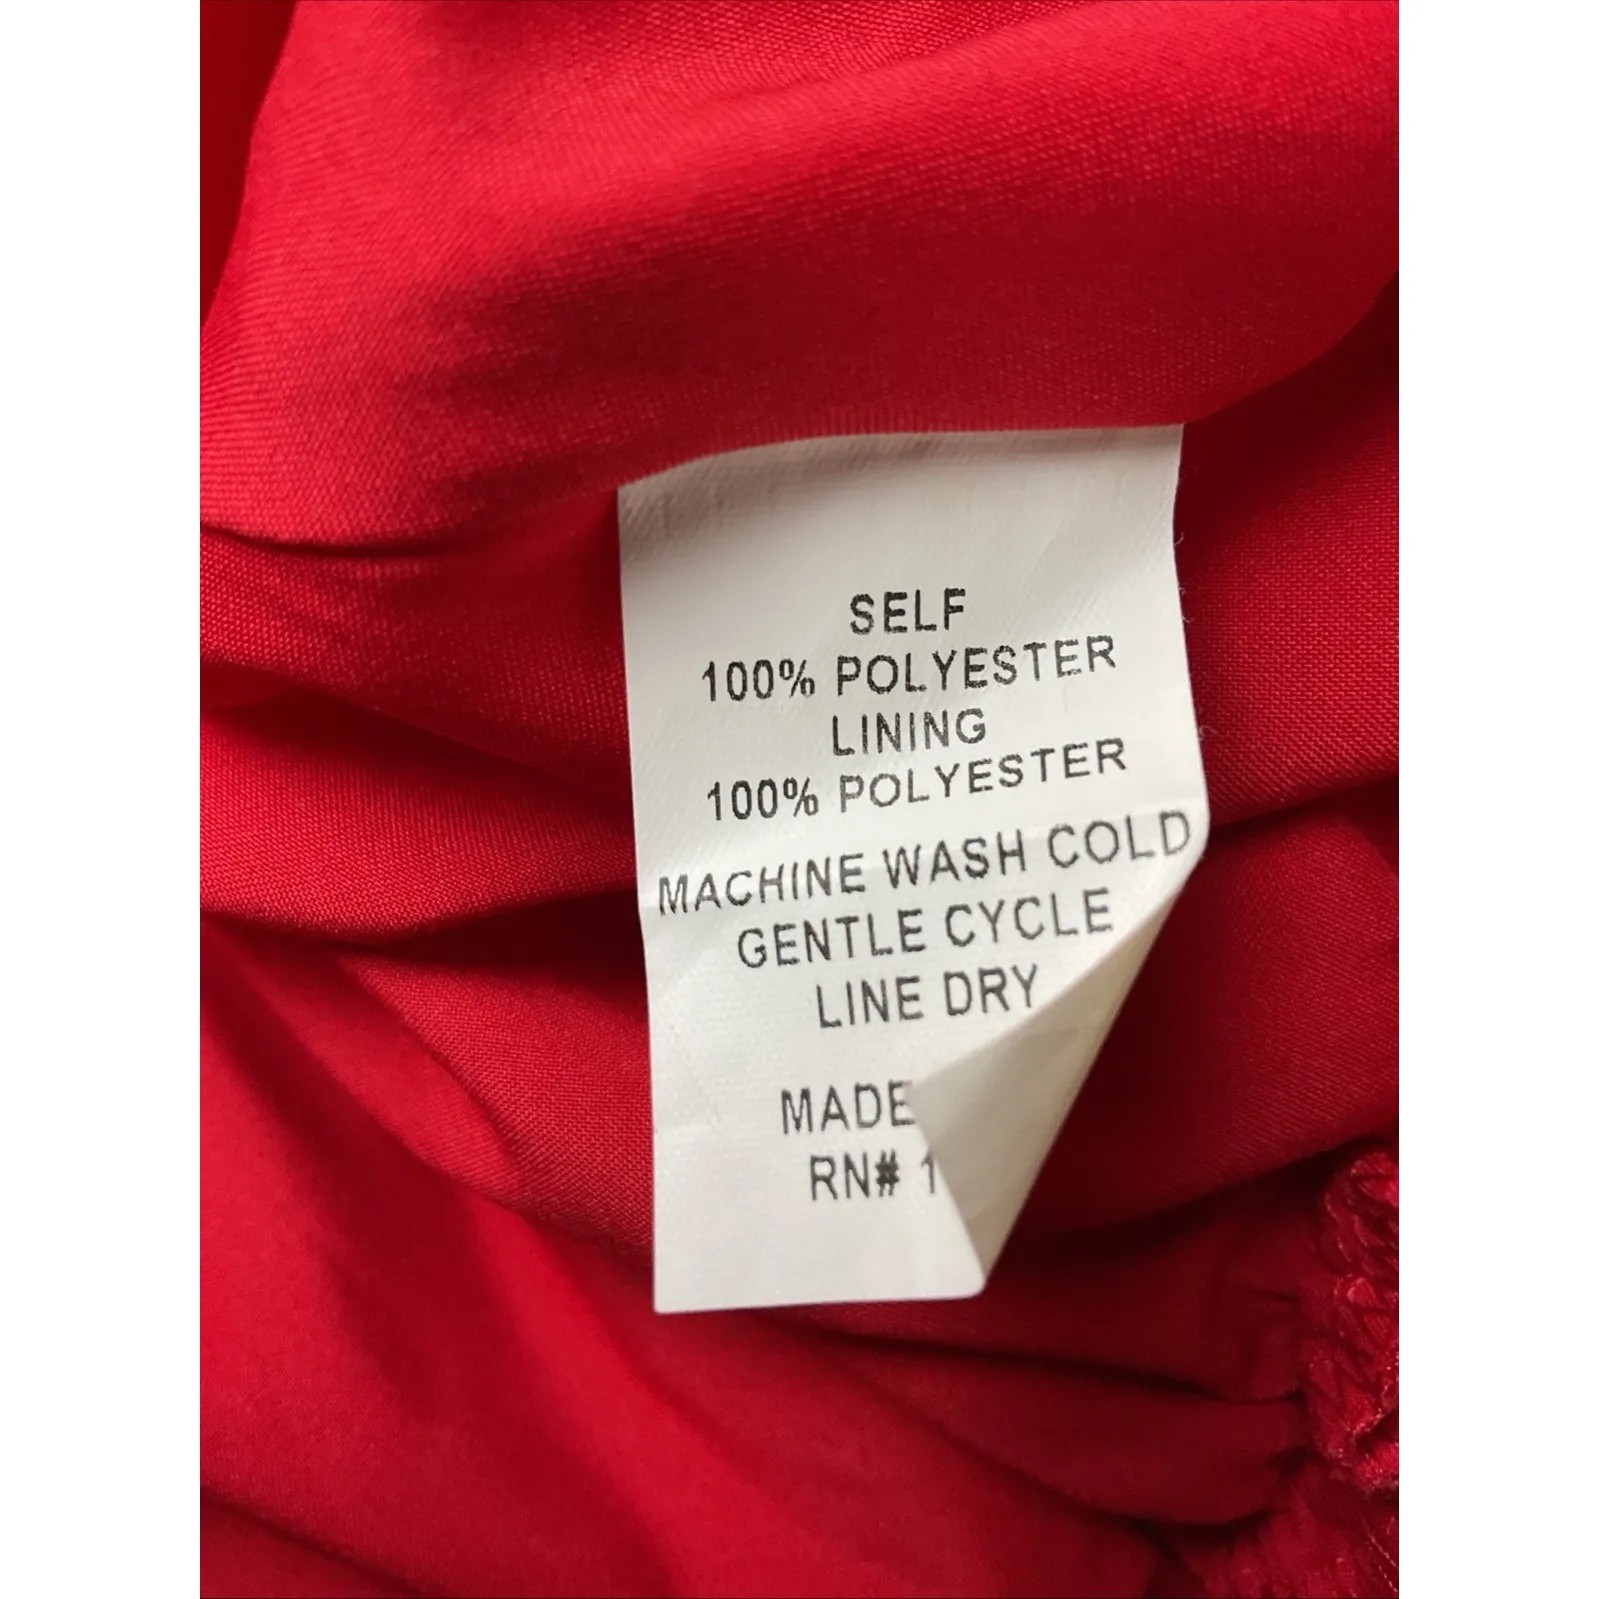 SELF
100% POLYESTER
LINING
100% POLYESTER
MACHINE WASH COLD
GENTLE CYCLE
LINE DRY
MADE
RN# 1